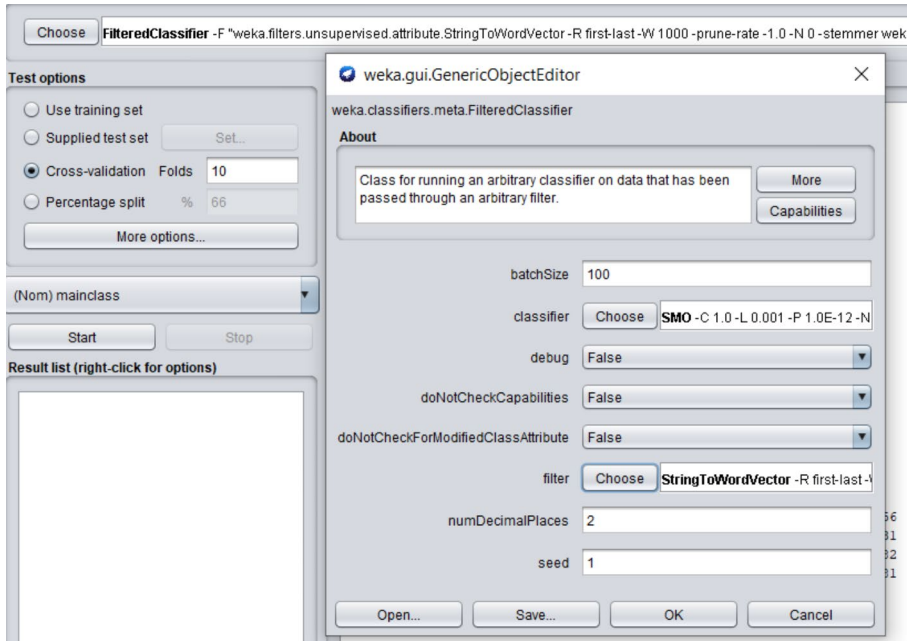 Choose FilteredClassifier -F "weka.filters.unsupervised.attribute.StringToWordVector -R first-last -W 1000 -prune-rate -1.0 -N 0 -stemmer wek
Test options
Use training set
Supplied test set Set...
Cross-validation Folds 10
Percentage split % 66
More options...
(Nom) mainclass
Start Stop
Result list (right-click for options)
weka.gui.GenericObjectEditor
weka.classifiers.meta.FilteredClassifier
About
Class for running an arbitrary classifier on data that has been
passed through an arbitrary filter.
More
Capabilities
batchSize 100
classifier Choose SMO -C 1.0 -L 0.001 -P 1.0E-12 -N
debug False
doNotCheckCapabilities False
doNotCheckForModifiedClassAttribute False
filter Choose StringToWordVector -R first-last -
numDecimalPlaces 2
seed 1
Open... Save... OK Cancel